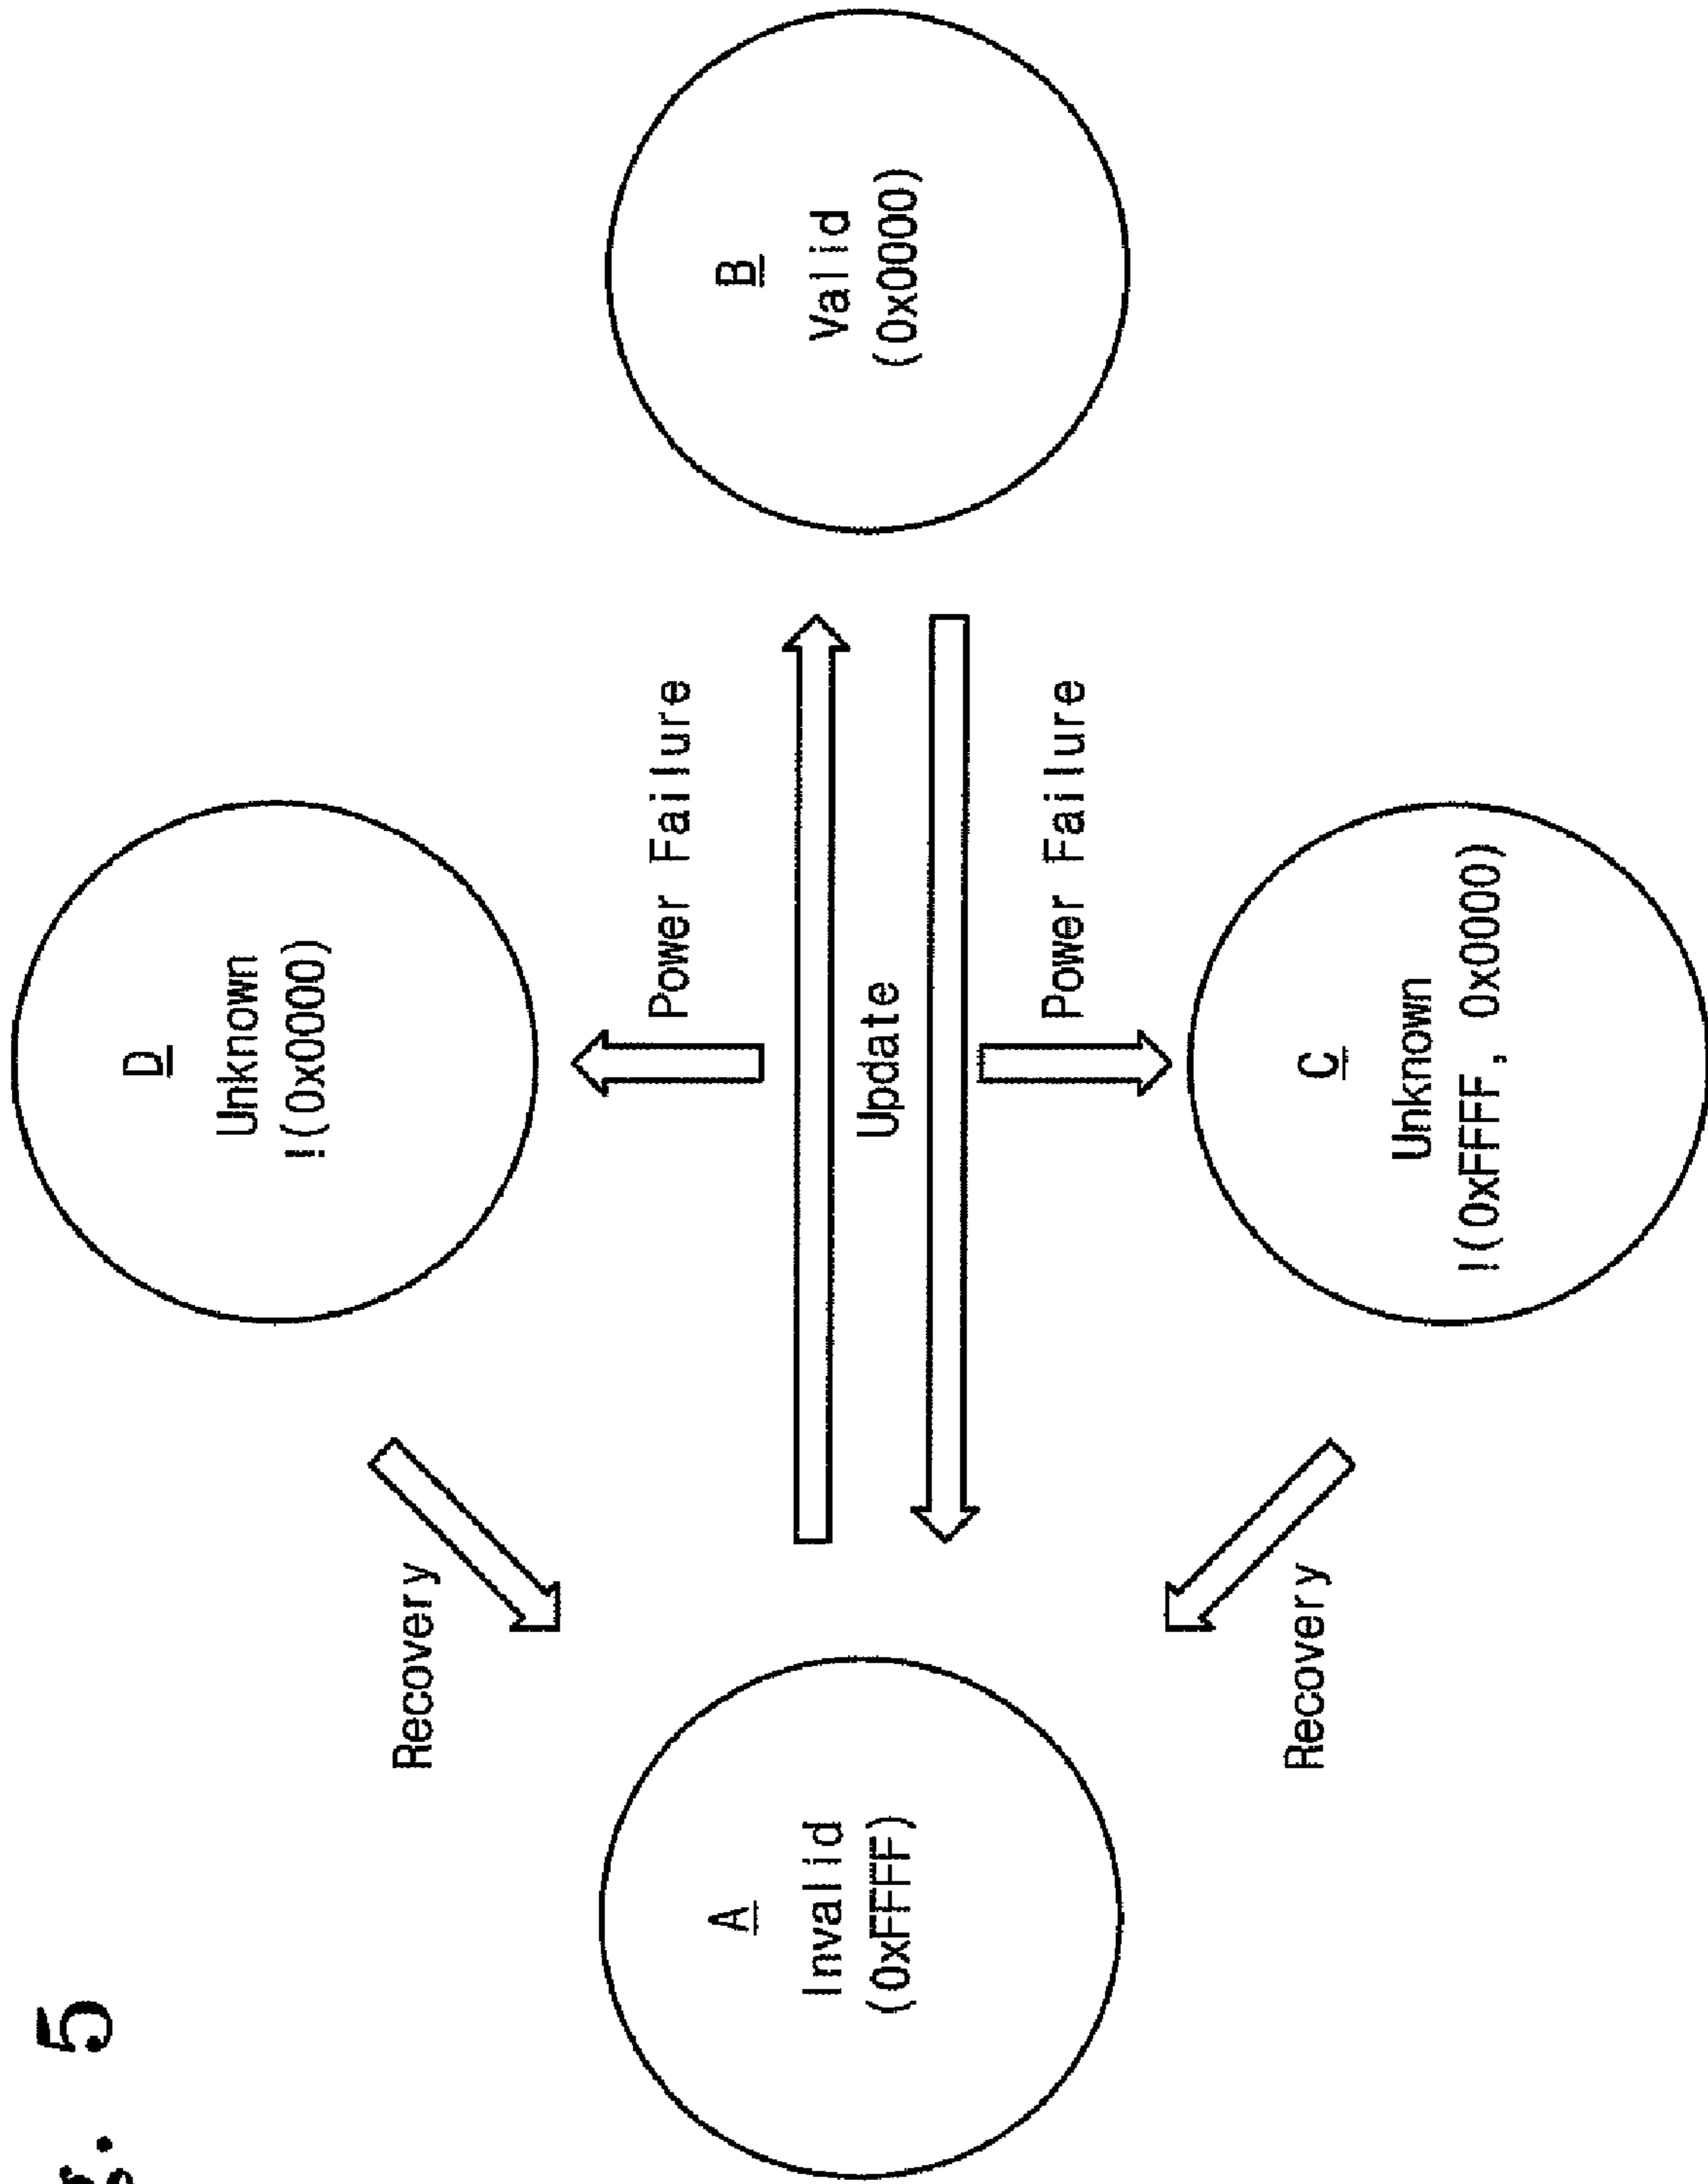 g. 5
D
Unknown
!(0x0000)
Recovery
Power Failure
A
Invalid
(0xFFFF)
Update
B
Valid
(0x0000)
Power Failure
Recovery
C
Unknown
!(0xFFFF, 0x0000)